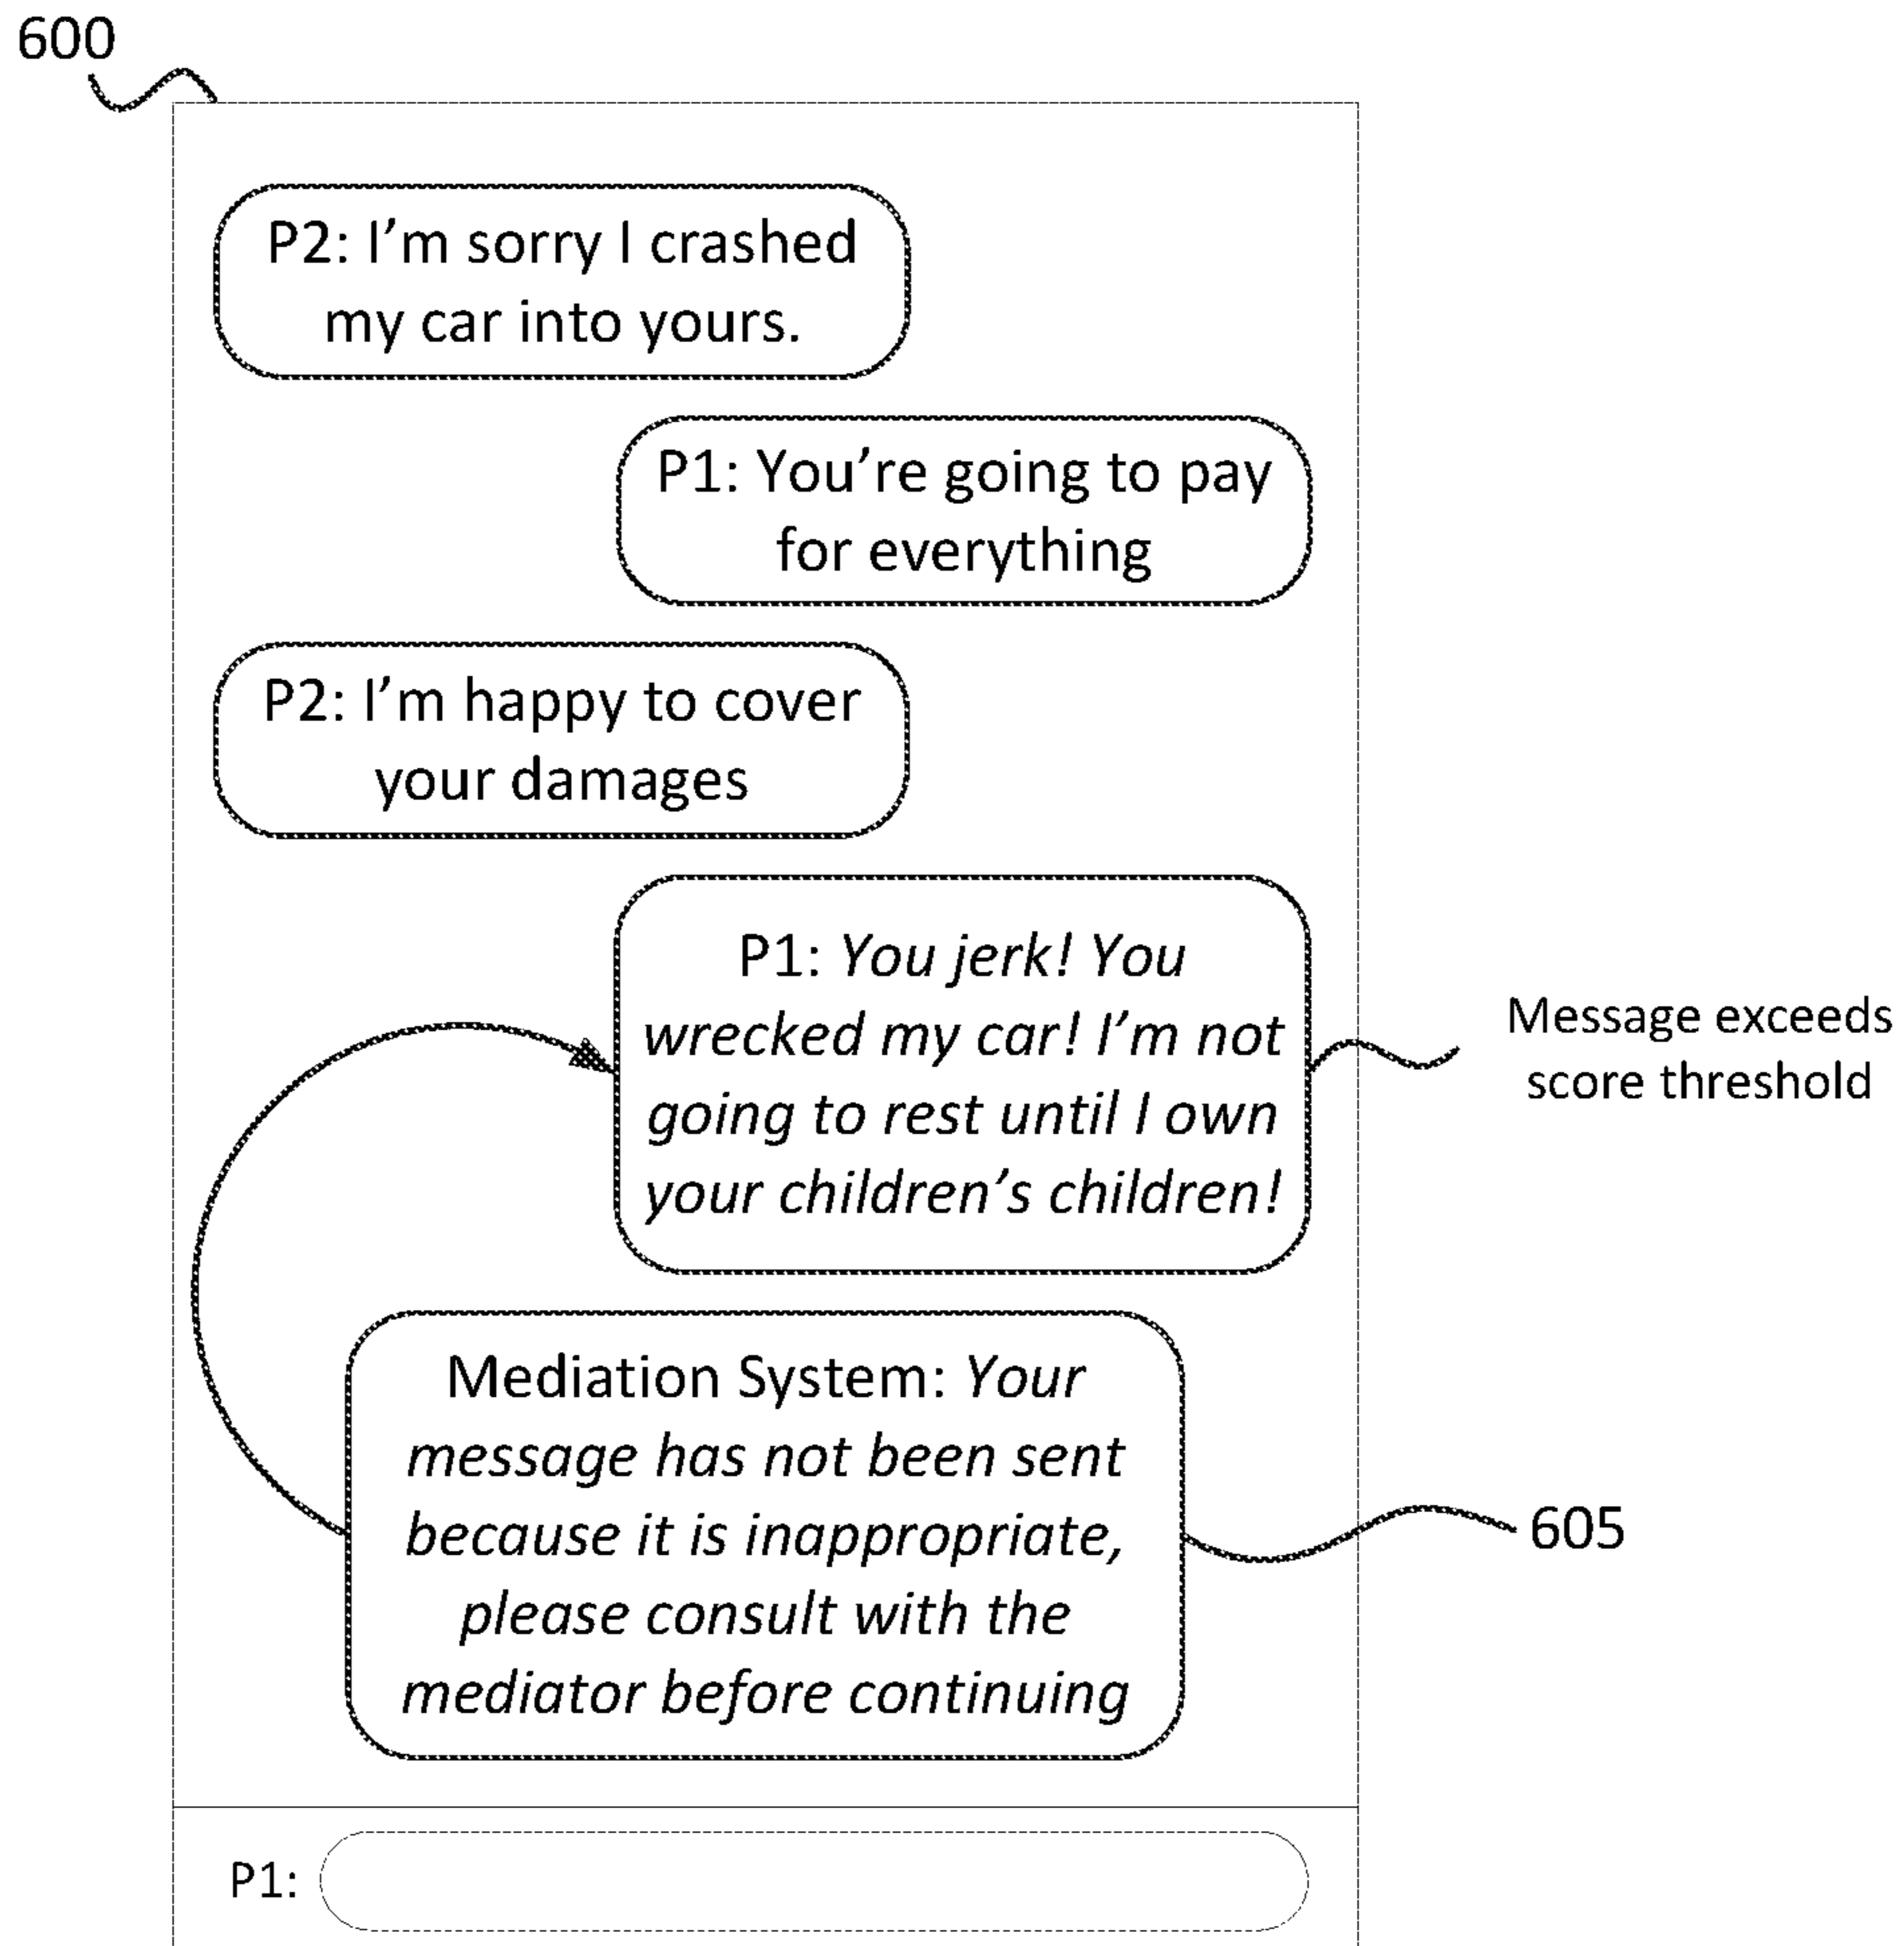 600
P2: I'm sorry I crashed
my car into yours.
P1: You're going to pay
for everything
P2: I'm happy to cover
your damages
P1: You jerk! You
wrecked my car! I'm not
going to rest until I own
your children's children!
Message exceeds
score threshold
Mediation System: Your
message has not been sent
because it is inappropriate,
please consult with the
mediator before continuing
605
P1: